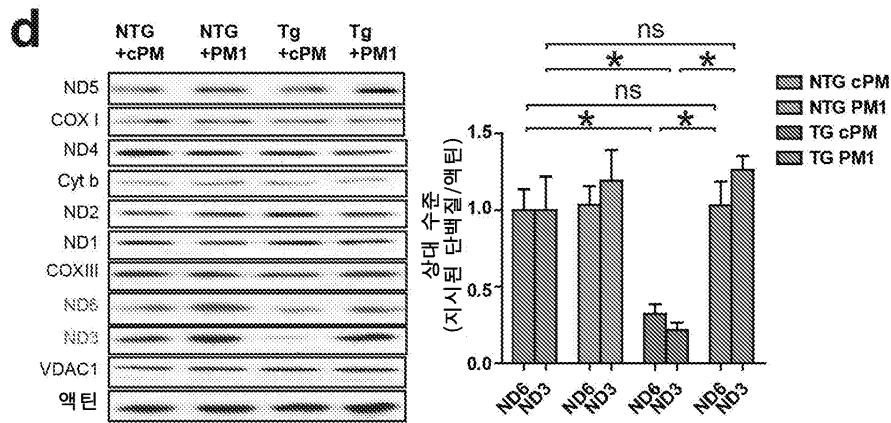 d
NTG +cPM
NTG +PM1
Tg +cPM
Tg +PM1
ND5
COX I
ND4
Cyt b
ND2
ND1
COXIII
ND6
ND3
VDAC1
액틴
ns
*
*
ns
*
*
NTG cPM
NTG PM1
TG cPM
TG PM1
상대 수준
(지시된 단백질/액틴)
1.5
1.0
0.5
0.0
ND6
ND3
ND6
ND3
ND6
ND3
ND6
ND3